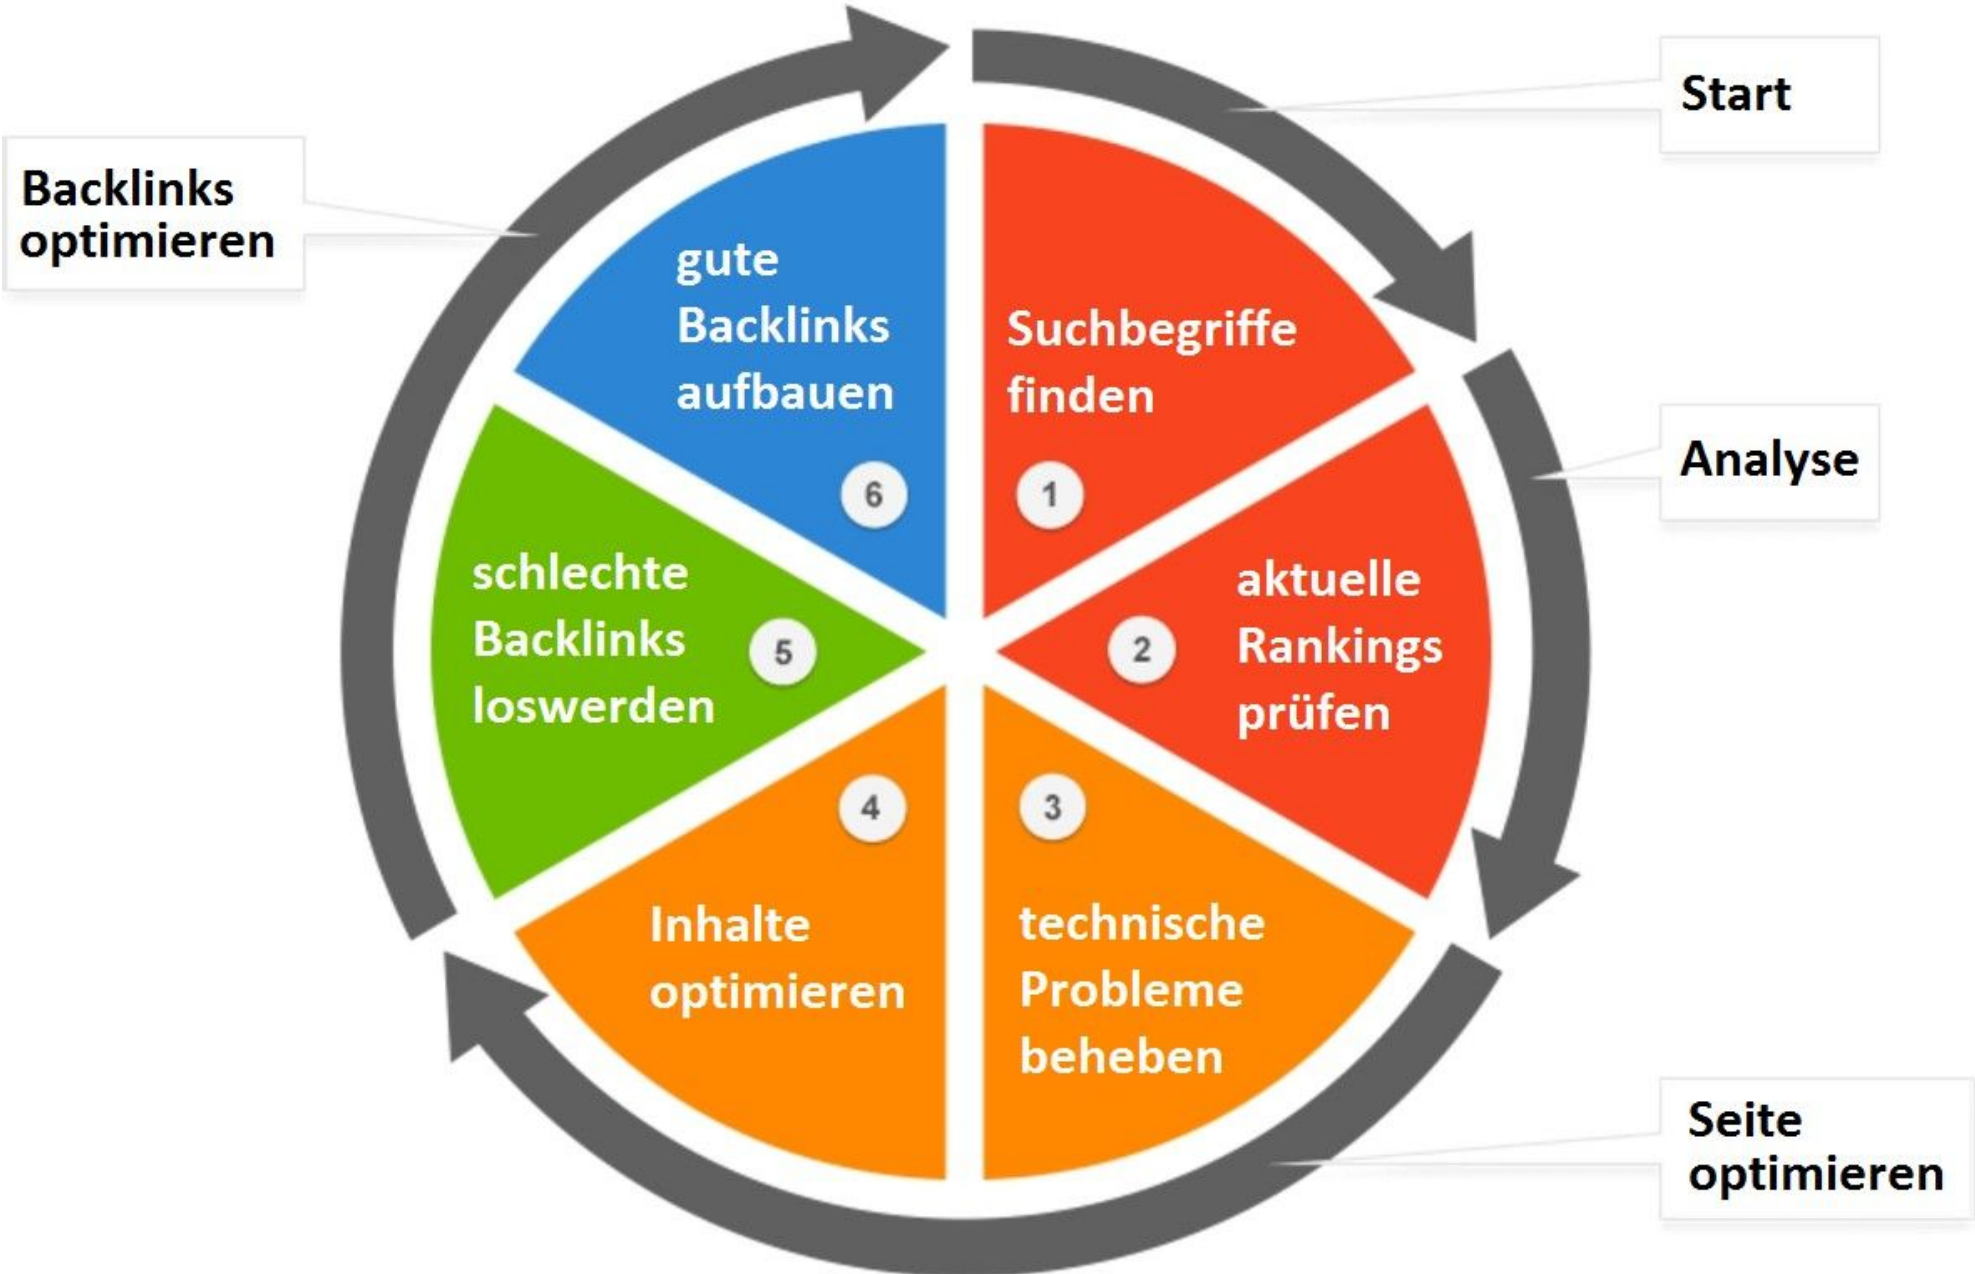 Start
Backlinks
optimieren
gute
Backlinks
aufbauen
6
Suchbegriffe
finden
1
Analyse
aktuelle
Rankings
prüfen
2
schlechte
Backlinks
loswerden
5
4
Inhalte
optimieren
3
technische
Probleme
beheben
Seite
optimieren